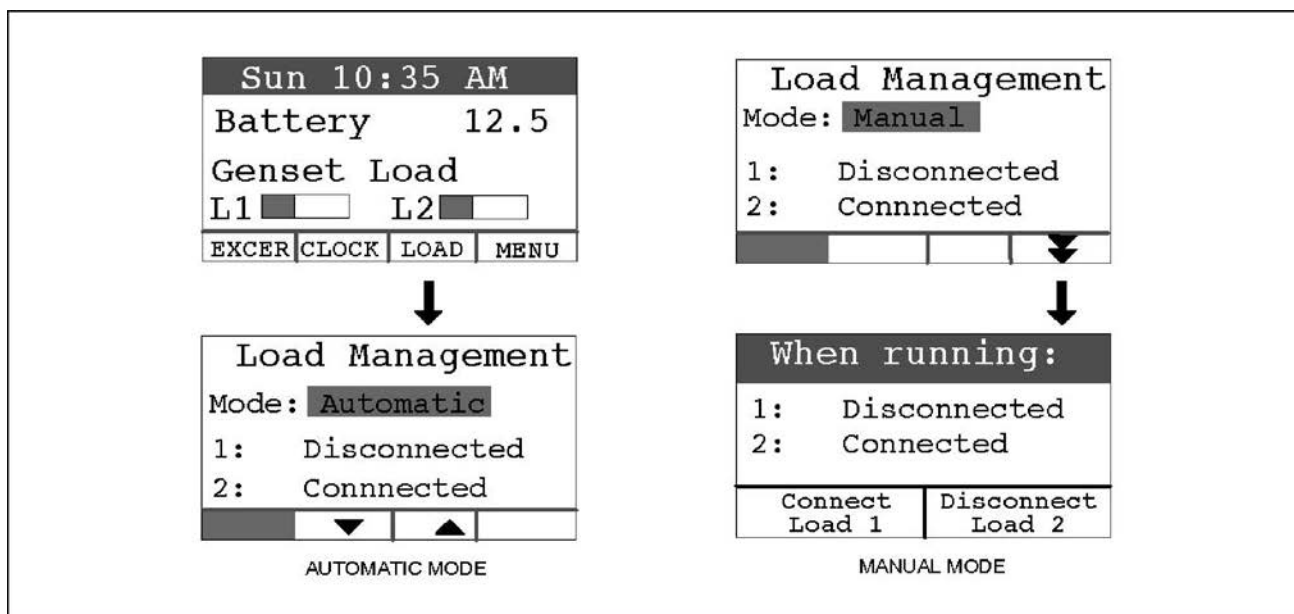 Sun 10:35 AM
Battery 12.5
Genset Load
L1 L2
EXCER CLOCK LOAD MENU
Load Management
Mode: Automatic
1: Disconnected
2: Connnected
AUTOMATIC MODE
Load Management
Mode: Manual
1: Disconnected
2: Connnected
When running:
1: Disconnected
2: Connected
Connect Disconnect
Load 1 Load 2
MANUAL MODE